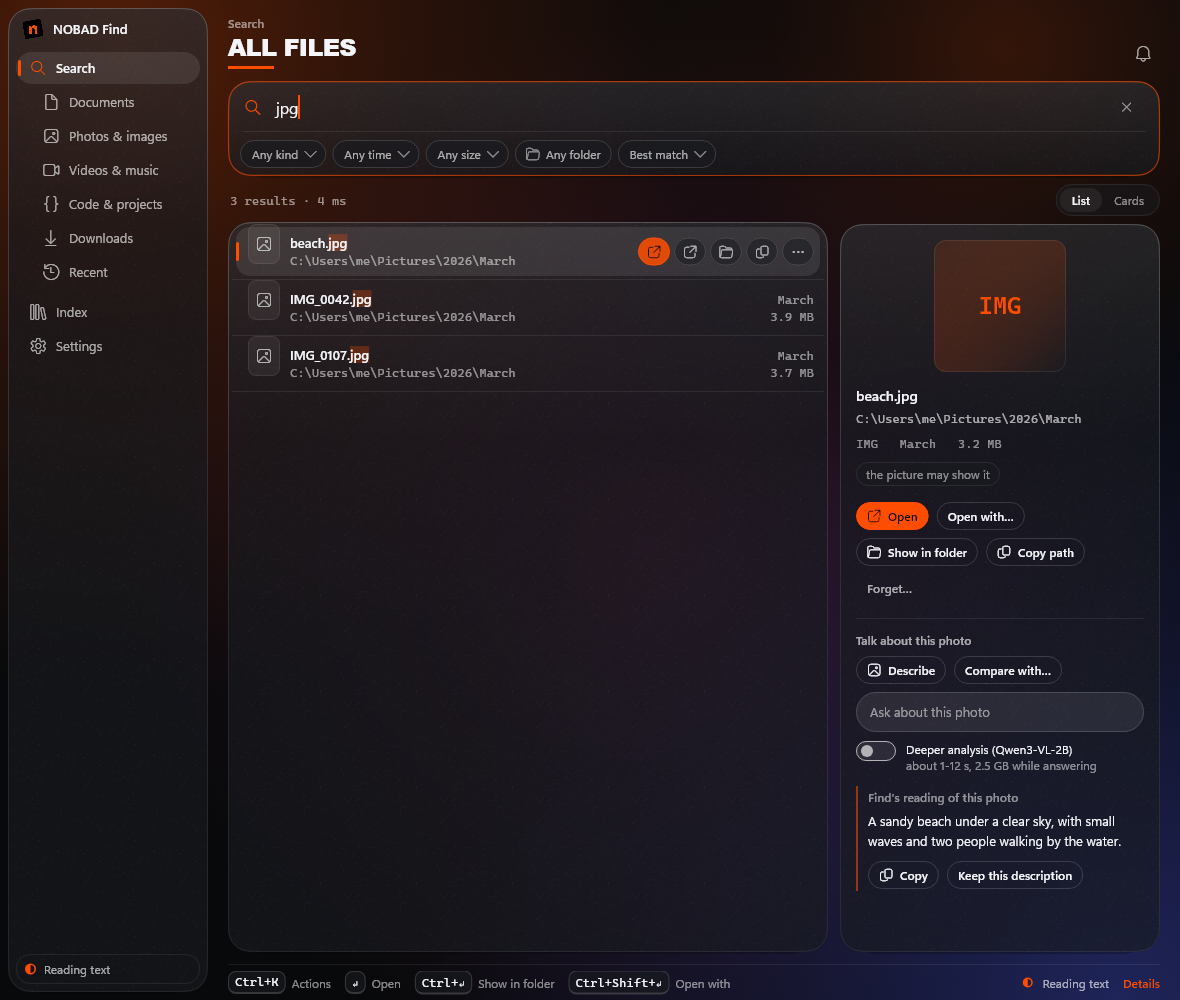 NOBAD Find
Search
Documents
Photos & images
Videos & music
Code & projects
Downloads
Recent
Index
Settings
Reading text
Search
ALL FILES
jpg
Any kind
Any time
Any size
Any folder
Best match
3 results · 4 ms
List
Cards
beach.jpg
C:\Users\me\Pictures\2026\March
IMG_0042.jpg
C:\Users\me\Pictures\2026\March
March
3.9 MB
IMG_0107.jpg
C:\Users\me\Pictures\2026\March
March
3.7 MB
IMG
beach.jpg
C:\Users\me\Pictures\2026\March
IMG March 3.2 MB
the picture may show it
Open
Open with...
Show in folder
Copy path
Forget...
Talk about this photo
Describe
Compare with...
Ask about this photo
Deeper analysis (Qwen3-VL-2B)
about 1-12 s, 2.5 GB while answering
Find's reading of this photo
A sandy beach under a clear sky, with small
waves and two people walking by the water.
Copy
Keep this description
Ctrl+K Actions
↲ Open
Ctrl+↲ Show in folder
Ctrl+Shift+↲ Open with
Reading text
Details